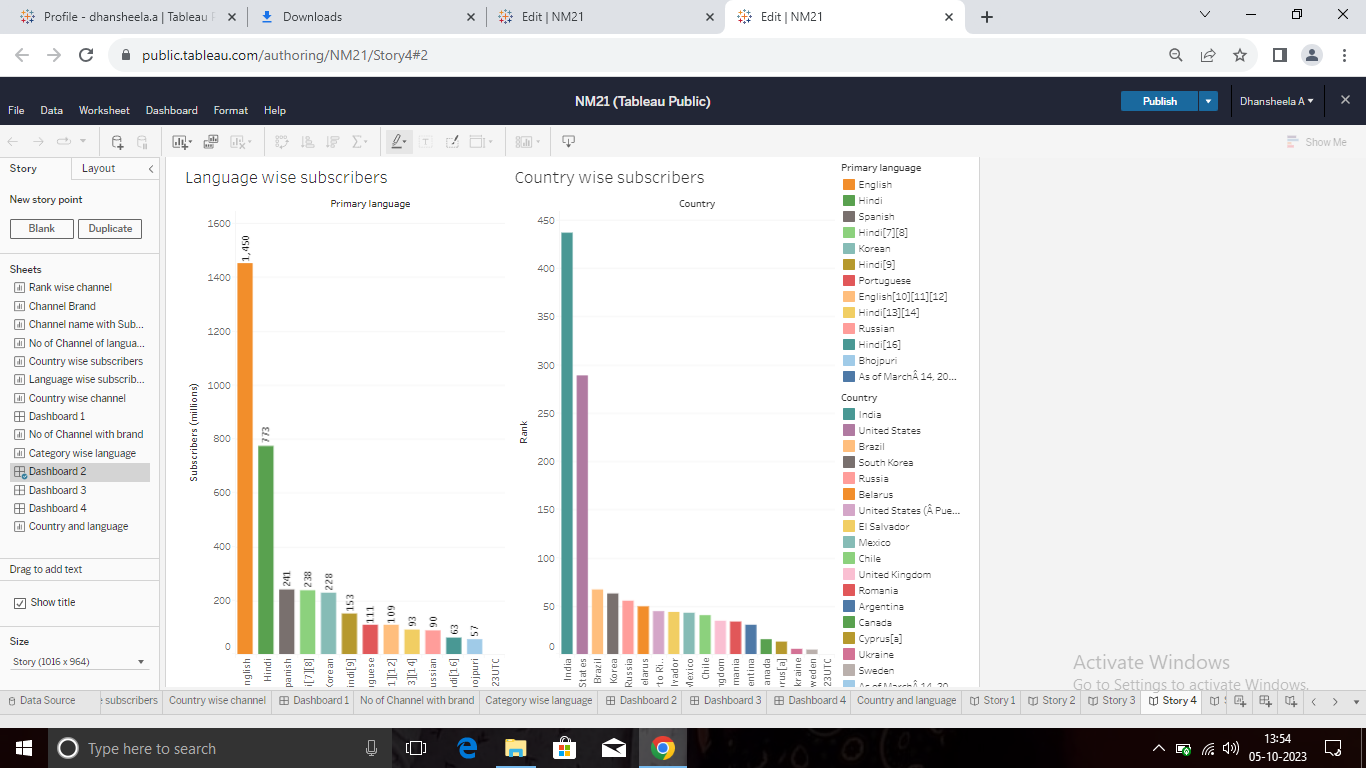 Profile - dhansheela.a | Tableau P
Downloads
Edit | NM21
Edit | NM21
public.tableau.com/authoring/NM21/Story4#2
NM21 (Tableau Public)
File Data Worksheet Dashboard Format Help
Publish
Dhansheela A
Show Me
Story Layout
New story point
Blank Duplicate
Sheets
Rank wise channel
Channel Brand
Channel name with Sub...
No of Channel of langua...
Country wise subscribers
Language wise subscrib...
Country wise channel
Dashboard 1
No of Channel with brand
Category wise language
Dashboard 2
Dashboard 3
Dashboard 4
Country and language
Drag to add text
Show title
Size
Story (1016 x 964)
Language wise subscribers
Primary language
Subscribers (millions)
1600
1400
1200
1000
800
600
400
200
0
1,450
773
241
238
228
153
111
109
93
90
63
57
nglish
Hindi
panish
i[7][8]
orean
indi[9]
guese
1][12]
3][14]
ussian
rdi[16]
ojpuri
23UTC
Country wise subscribers
Country
Rank
450
400
350
300
250
200
150
100
50
0
India
States
Brazil
Korea
Russia
elarus
to Ri..
vador
Mexico
Chile
ngdom
mania
entina
anada
rus[a]
kraine
weden
23UTC
Primary language
English
Hindi
Spanish
Hindi[7][8]
Korean
Hindi[9]
Portuguese
English[10][11][12]
Hindi[13][14]
Russian
Hindi[16]
Bhojpuri
As of MarchÂ 14, 20...
Country
India
United States
Brazil
South Korea
Russia
Belarus
United States (Â Pue...
El Salvador
Mexico
Chile
United Kingdom
Romania
Argentina
Canada
Cyprus[a]
Ukraine
Sweden
As of MarchÂ 14, 20...
Activate Windows
Go to Settings to activate Windows.
Data Source
e subscribers
Country wise channel
Dashboard 1
No of Channel with brand
Category wise language
Dashboard 2
Dashboard 3
Dashboard 4
Country and language
Story 1
Story 2
Story 3
Story 4
Type here to search
13:54
05-10-2023